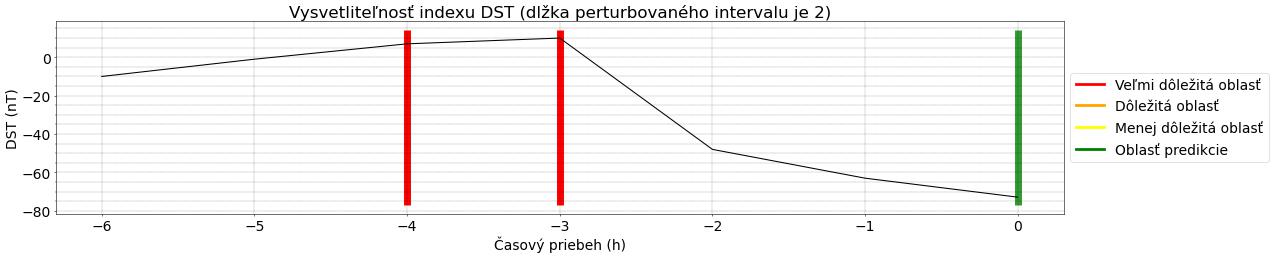 Vysvetliteľnosť indexu DST (dĺžka perturbovaného intervalu je 2)
DST (nT)
0
−20
−40
−60
−80
−6 −5 −4 −3 −2 −1 0
Časový priebeh (h)
Veľmi dôležitá oblasť
Dôležitá oblasť
Menej dôležitá oblasť
Oblasť predikcie